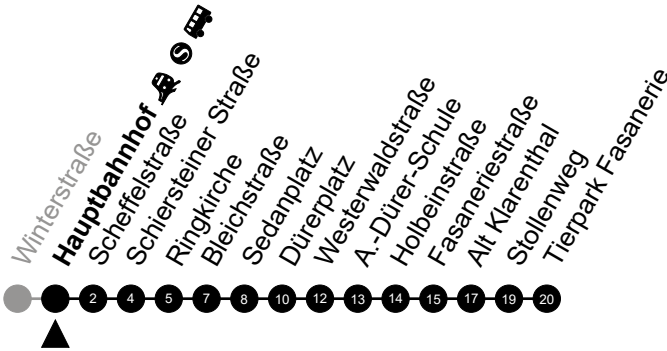 Winterstraße
Hauptbahnhof S
Scheffelstraße
Schiersteiner Straße
Ringkirche
Bleichstraße
Sedanplatz
Dürerplatz
Westerwaldstraße
A.-Dürer-Schule
Holbeinstraße
Fasaneriestraße
Alt Klarenthal
Stollenweg
Tierpark Fasanerie
2 4 5 7 8 10 12 13 14 15 17 19 20